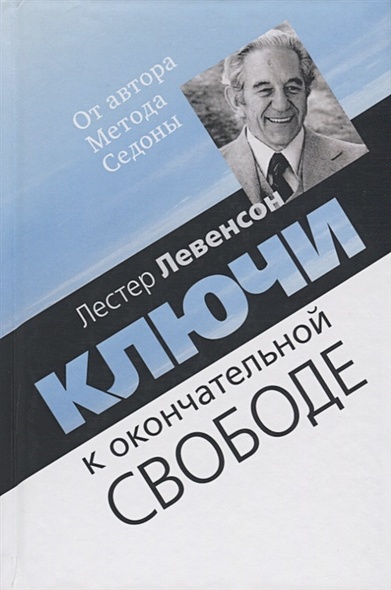 От автора
Метода
Седоны
Лестер Левенсон
КЛЮЧИ
к окончательной
СВОБОДЕ